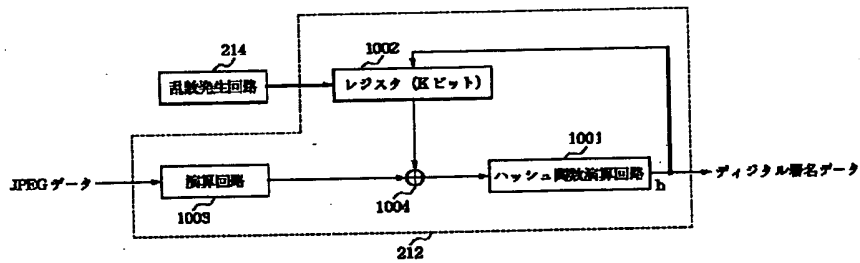 214
乱数発生回路
1002
レジスタ (Kビット)
JPEGデータ
演算回路
1003
1004
1001
ハッシュ関数演算回路
h
ディジタル署名データ
212